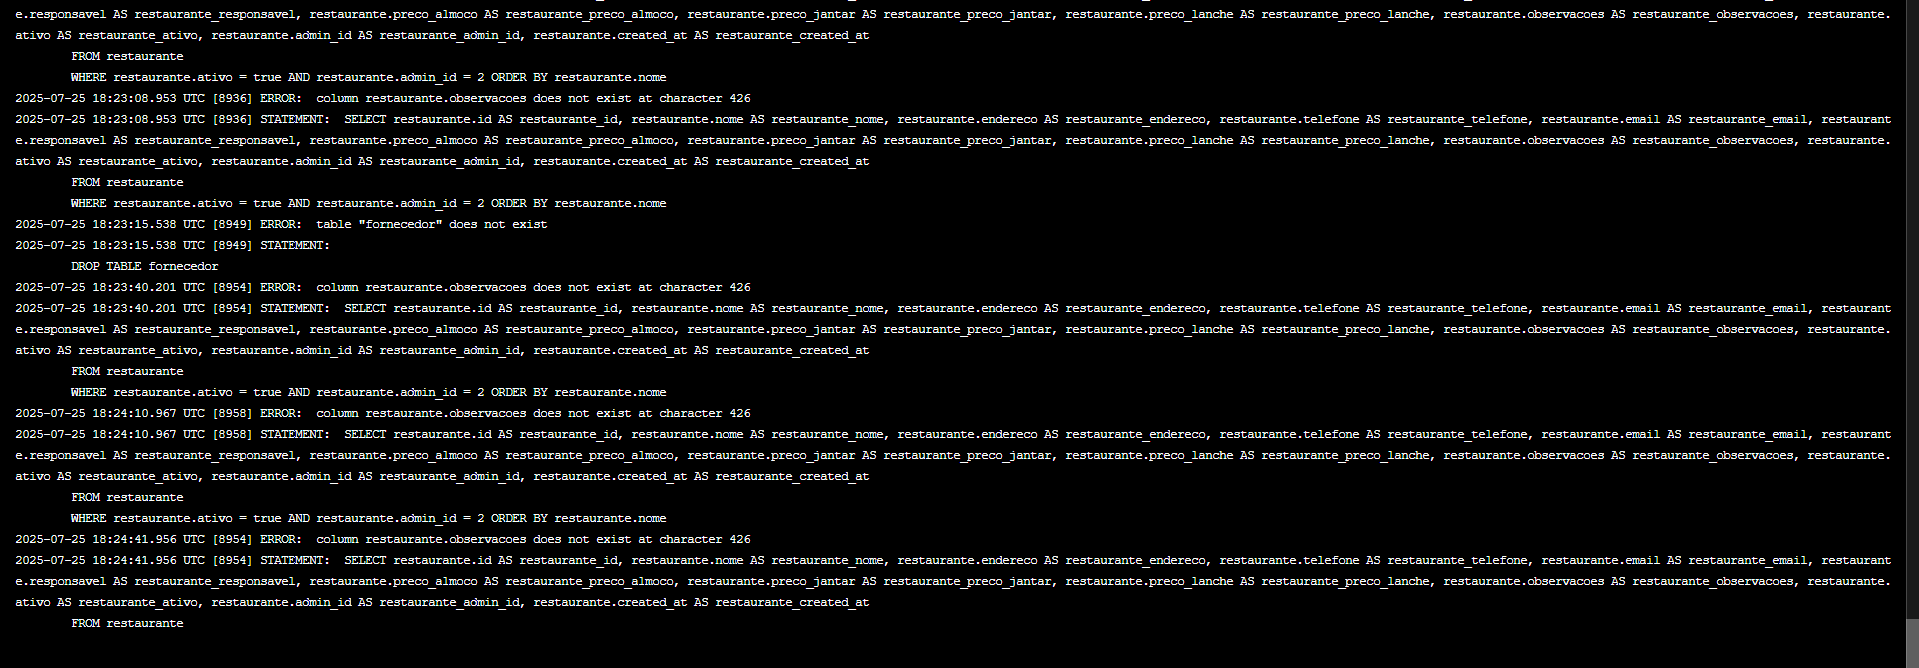 e.responsavel AS restaurante_responsavel, restaurante.preco_almoco AS restaurante_preco_almoco, restaurante.preco_jantar AS restaurante_preco_jantar, restaurante.preco_lanche AS restaurante_preco_lanche, restaurante.observacoes AS restaurante_observacoes, restaurante.
ativo AS restaurante_ativo, restaurante.admin_id AS restaurante_admin_id, restaurante.created_at AS restaurante_created_at
FROM restaurante
WHERE restaurante.ativo = true AND restaurante.admin_id = 2 ORDER BY restaurante.nome
2025-07-25 18:23:08.953 UTC [8936] ERROR:  column restaurante.observacoes does not exist at character 426
2025-07-25 18:23:08.953 UTC [8936] STATEMENT:  SELECT restaurante.id AS restaurante_id, restaurante.nome AS restaurante_nome, restaurante.endereco AS restaurante_endereco, restaurante.telefone AS restaurante_telefone, restaurante.email AS restaurante_email, restaurant
e.responsavel AS restaurante_responsavel, restaurante.preco_almoco AS restaurante_preco_almoco, restaurante.preco_jantar AS restaurante_preco_jantar, restaurante.preco_lanche AS restaurante_preco_lanche, restaurante.observacoes AS restaurante_observacoes, restaurante.
ativo AS restaurante_ativo, restaurante.admin_id AS restaurante_admin_id, restaurante.created_at AS restaurante_created_at
FROM restaurante
WHERE restaurante.ativo = true AND restaurante.admin_id = 2 ORDER BY restaurante.nome
2025-07-25 18:23:15.538 UTC [8949] ERROR:  table "fornecedor" does not exist
2025-07-25 18:23:15.538 UTC [8949] STATEMENT:
DROP TABLE fornecedor
2025-07-25 18:23:40.201 UTC [8954] ERROR:  column restaurante.observacoes does not exist at character 426
2025-07-25 18:23:40.201 UTC [8954] STATEMENT:  SELECT restaurante.id AS restaurante_id, restaurante.nome AS restaurante_nome, restaurante.endereco AS restaurante_endereco, restaurante.telefone AS restaurante_telefone, restaurante.email AS restaurante_email, restaurant
e.responsavel AS restaurante_responsavel, restaurante.preco_almoco AS restaurante_preco_almoco, restaurante.preco_jantar AS restaurante_preco_jantar, restaurante.preco_lanche AS restaurante_preco_lanche, restaurante.observacoes AS restaurante_observacoes, restaurante.
ativo AS restaurante_ativo, restaurante.admin_id AS restaurante_admin_id, restaurante.created_at AS restaurante_created_at
FROM restaurante
WHERE restaurante.ativo = true AND restaurante.admin_id = 2 ORDER BY restaurante.nome
2025-07-25 18:24:10.967 UTC [8958] ERROR:  column restaurante.observacoes does not exist at character 426
2025-07-25 18:24:10.967 UTC [8958] STATEMENT:  SELECT restaurante.id AS restaurante_id, restaurante.nome AS restaurante_nome, restaurante.endereco AS restaurante_endereco, restaurante.telefone AS restaurante_telefone, restaurante.email AS restaurante_email, restaurant
e.responsavel AS restaurante_responsavel, restaurante.preco_almoco AS restaurante_preco_almoco, restaurante.preco_jantar AS restaurante_preco_jantar, restaurante.preco_lanche AS restaurante_preco_lanche, restaurante.observacoes AS restaurante_observacoes, restaurante.
ativo AS restaurante_ativo, restaurante.admin_id AS restaurante_admin_id, restaurante.created_at AS restaurante_created_at
FROM restaurante
WHERE restaurante.ativo = true AND restaurante.admin_id = 2 ORDER BY restaurante.nome
2025-07-25 18:24:41.956 UTC [8954] ERROR:  column restaurante.observacoes does not exist at character 426
2025-07-25 18:24:41.956 UTC [8954] STATEMENT:  SELECT restaurante.id AS restaurante_id, restaurante.nome AS restaurante_nome, restaurante.endereco AS restaurante_endereco, restaurante.telefone AS restaurante_telefone, restaurante.email AS restaurante_email, restaurant
e.responsavel AS restaurante_responsavel, restaurante.preco_almoco AS restaurante_preco_almoco, restaurante.preco_jantar AS restaurante_preco_jantar, restaurante.preco_lanche AS restaurante_preco_lanche, restaurante.observacoes AS restaurante_observacoes, restaurante.
ativo AS restaurante_ativo, restaurante.admin_id AS restaurante_admin_id, restaurante.created_at AS restaurante_created_at
FROM restaurante